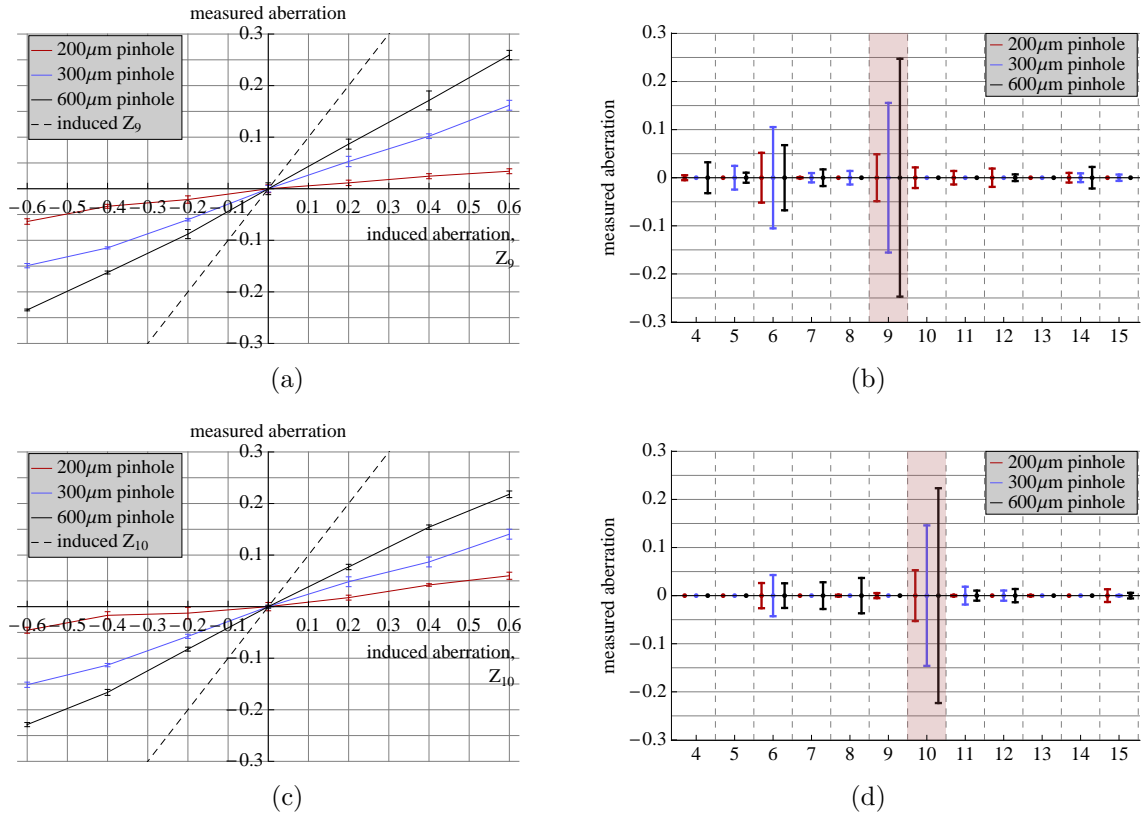 measured aberration
0.3
0.2
0.1
−0.1
−0.2
−0.3
−0.6 −0.5 −0.4 −0.3 −0.2 −0.1 0.1 0.2 0.3 0.4 0.5 0.6
200μm pinhole
300μm pinhole
600μm pinhole
induced Z9
induced aberration,
Z9
(a)
measured aberration
0.3
0.2
0.1
0
−0.1
−0.2
−0.3
200μm pinhole
300μm pinhole
600μm pinhole
4 5 6 7 8 9 10 11 12 13 14 15
(b)
measured aberration
0.3
0.2
0.1
−0.1
−0.2
−0.3
−0.6 −0.5 −0.4 −0.3 −0.2 −0.1 0.1 0.2 0.3 0.4 0.5 0.6
200μm pinhole
300μm pinhole
600μm pinhole
induced Z10
induced aberration,
Z10
(c)
measured aberration
0.3
0.2
0.1
0
−0.1
−0.2
−0.3
200μm pinhole
300μm pinhole
600μm pinhole
4 5 6 7 8 9 10 11 12 13 14 15
(d)